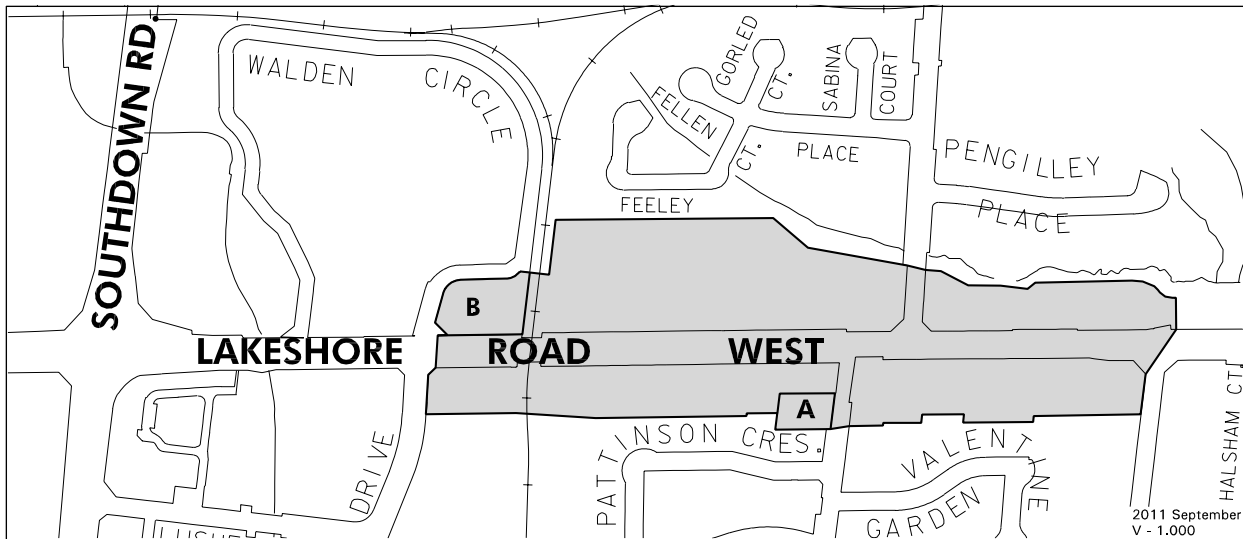 SOUTHDOWN RD.
WALDEN CIRCLE
GORLED CT.
SABINA COURT
FELLEN CT.
PLACE
PENGILLEY PLACE
FEELEY
B
LAKESHORE ROAD WEST
A
PATTINSON CRES.
VALENTINE
GARDEN
DRIVE
HALSHAM CT.
2011 September
V - 1.000